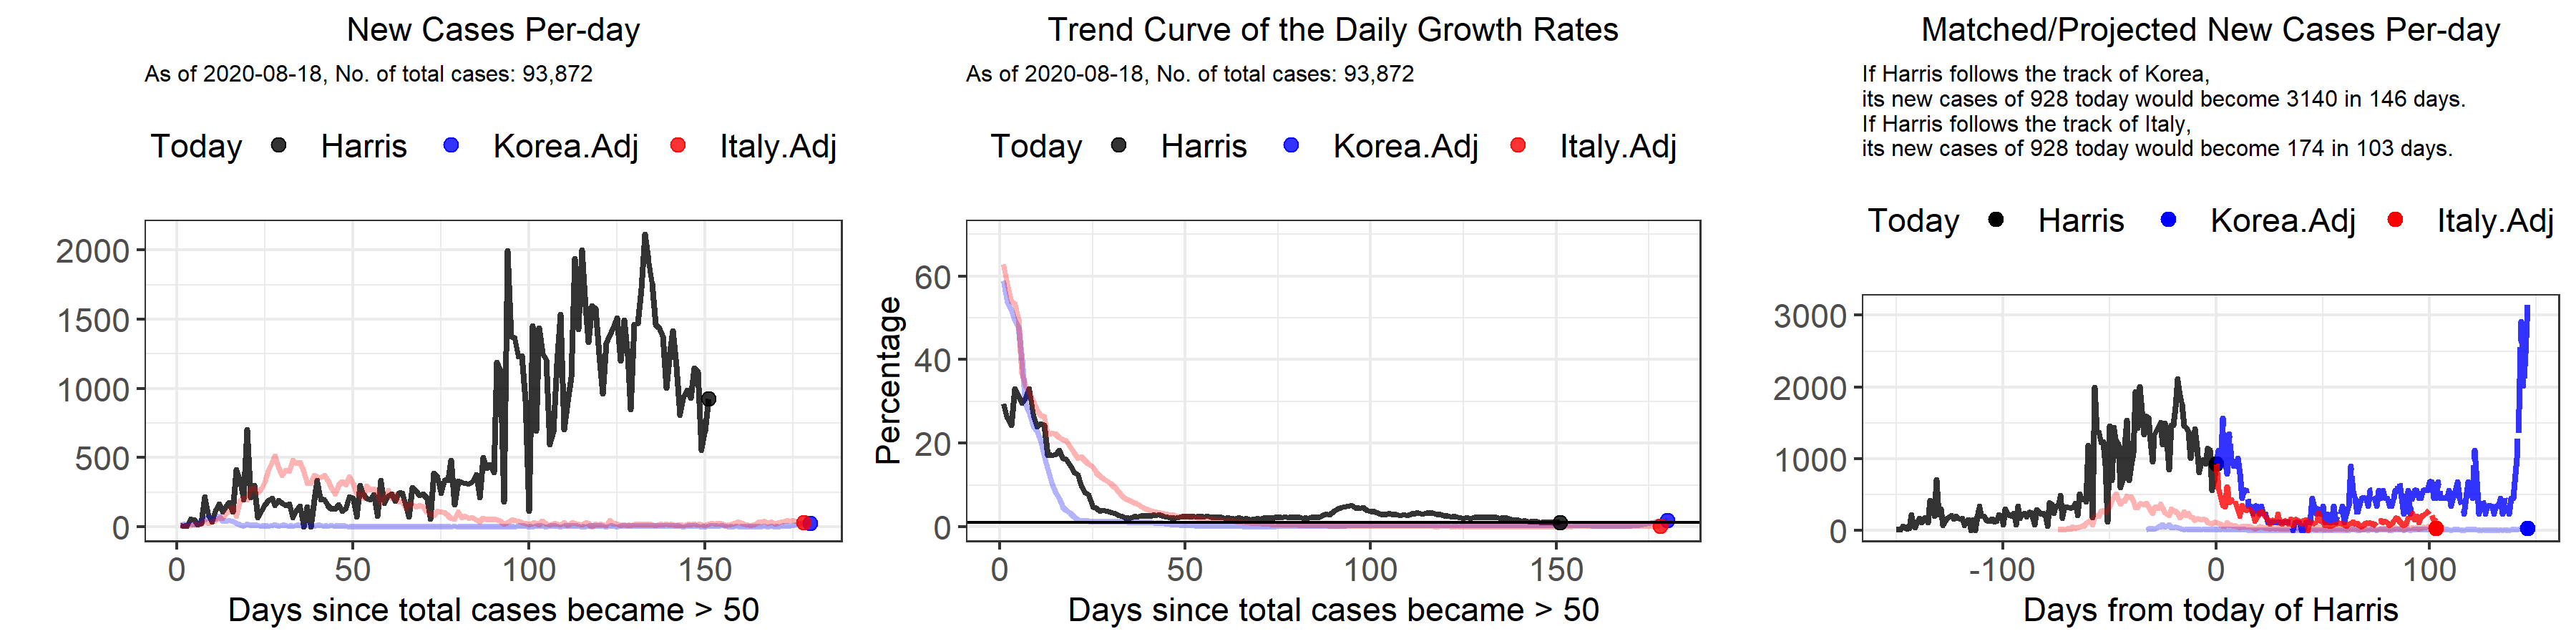 New Cases Per-day
As of 2020-08-18, No. of total cases: 93,872
Today Harris Korea.Adj Italy.Adj
2000
1500
1000
500
0
0 50 100 150
Days since total cases became > 50
Trend Curve of the Daily Growth Rates
As of 2020-08-18, No. of total cases: 93,872
Today Harris Korea.Adj Italy.Adj
Percentage
60
40
20
0
0 50 100 150
Days since total cases became > 50
Matched/Projected New Cases Per-day
If Harris follows the track of Korea,
its new cases of 928 today would become 3140 in 146 days.
If Harris follows the track of Italy,
its new cases of 928 today would become 174 in 103 days.
Today Harris Korea.Adj Italy.Adj
3000
2000
1000
0
-100 0 100
Days from today of Harris